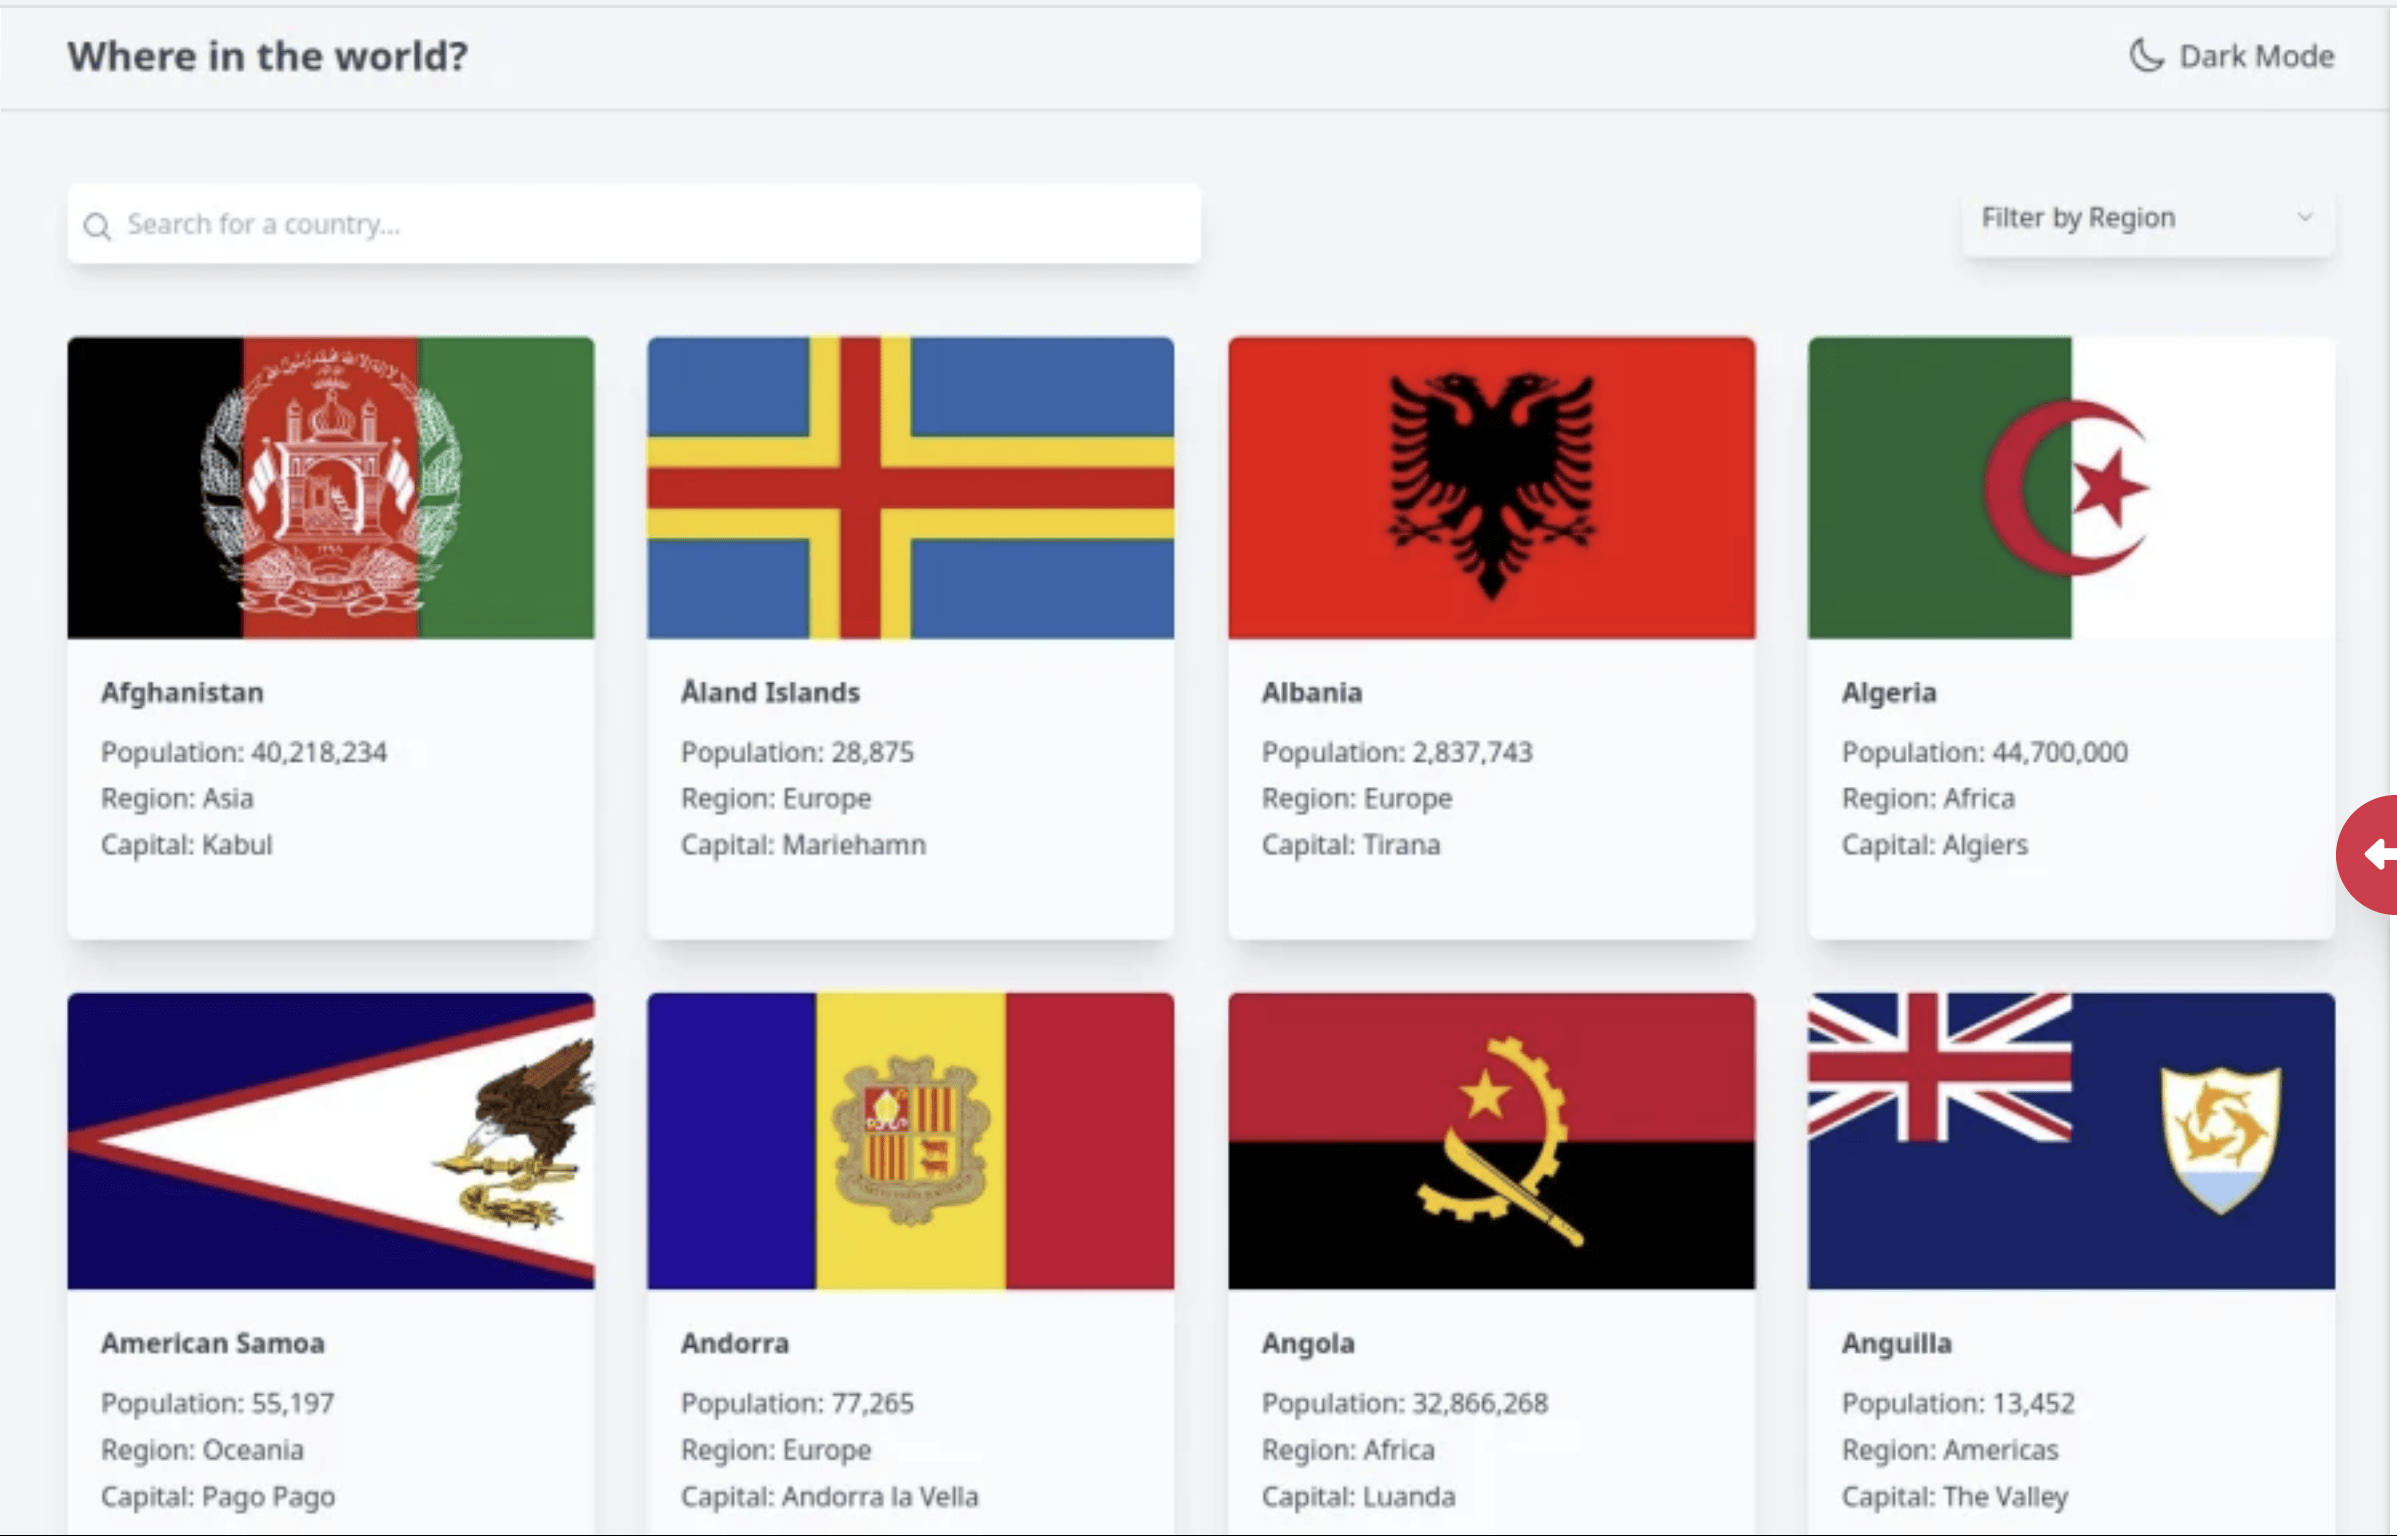 Where in the world?
Dark Mode
Search for a country...
Filter by Region
Afghanistan
Population: 40,218,234
Region: Asia
Capital: Kabul
Åland Islands
Population: 28,875
Region: Europe
Capital: Mariehamn
Albania
Population: 2,837,743
Region: Europe
Capital: Tirana
Algeria
Population: 44,700,000
Region: Africa
Capital: Algiers
American Samoa
Population: 55,197
Region: Oceania
Capital: Pago Pago
Andorra
Population: 77,265
Region: Europe
Capital: Andorra la Vella
Angola
Population: 32,866,268
Region: Africa
Capital: Luanda
Anguilla
Population: 13,452
Region: Americas
Capital: The Valley